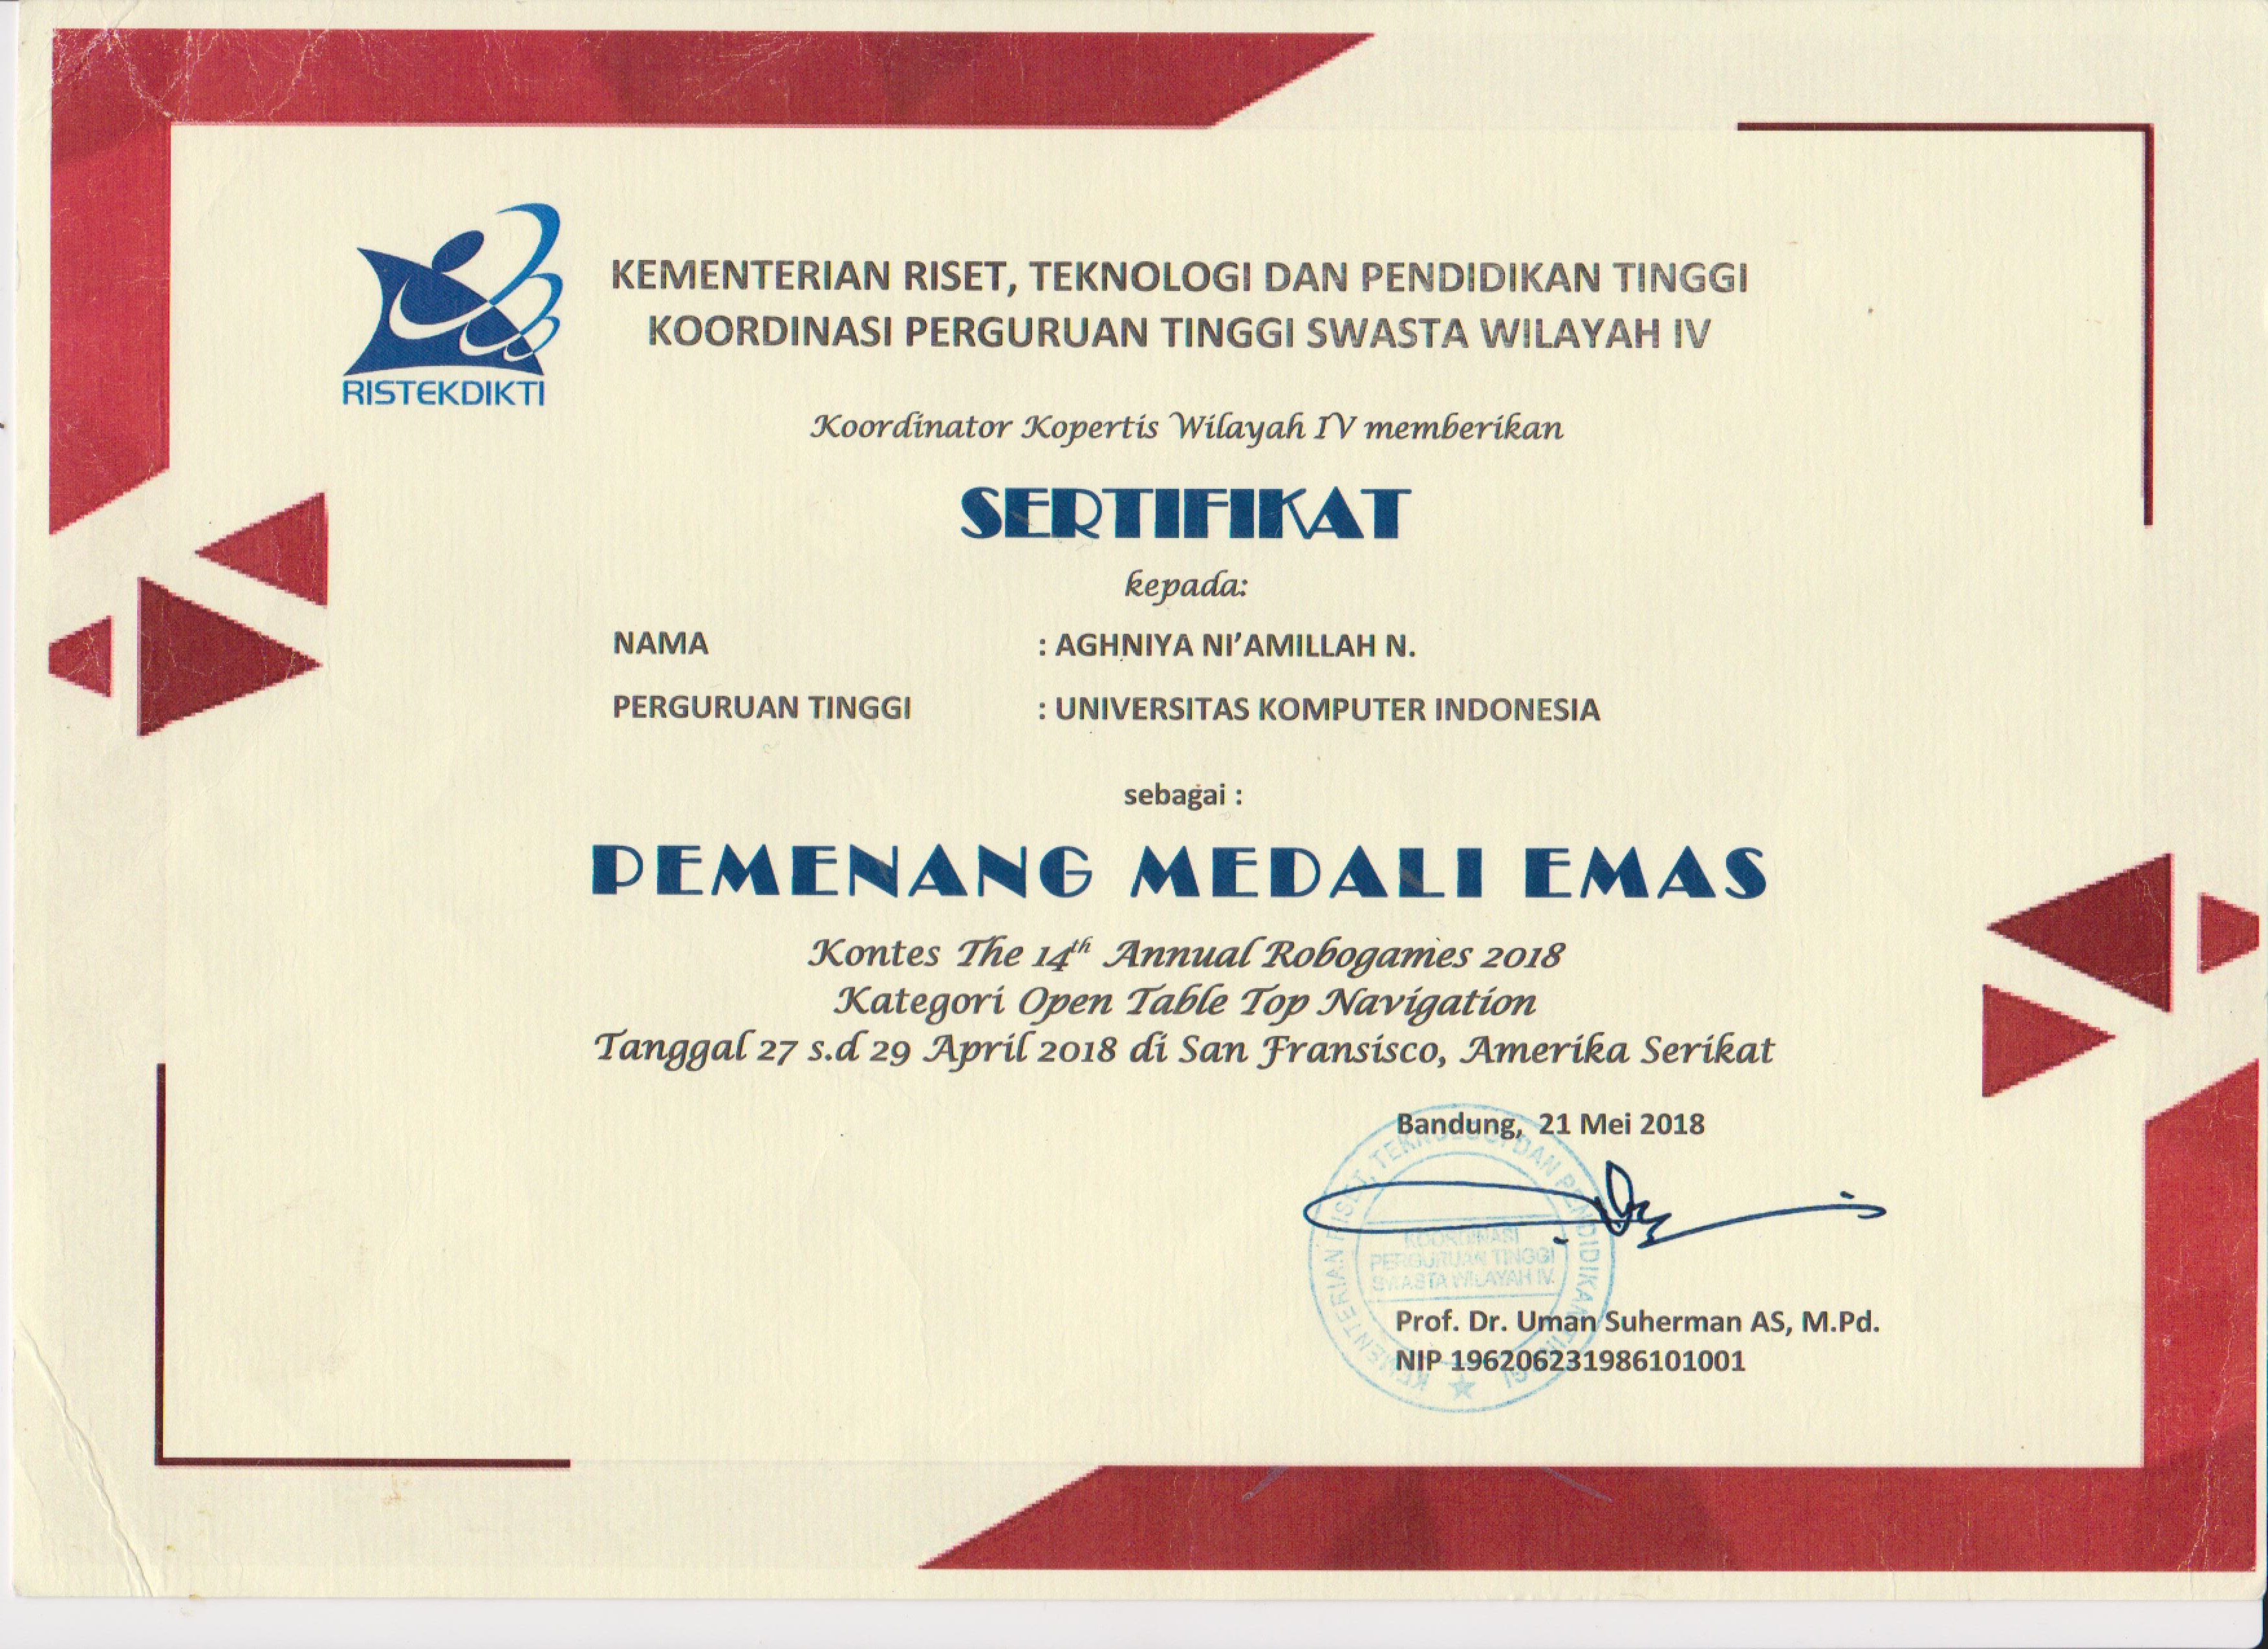 RISTEKDIKTI
KEMENTERIAN RISET, TEKNOLOGI DAN PENDIDIKAN TINGGI
KOORDINASI PERGURUAN TINGGI SWASTA WILAYAH IV
Koordinator Kopertis Wilayah IV memberikan
SERTIFIKAT
kepada:
NAMA : AGHNIYA NI’AMILLAH N.
PERGURUAN TINGGI : UNIVERSITAS KOMPUTER INDONESIA
sebagai :
PEMENANG MEDALI EMAS
Kontes The 14th Annual Robogames 2018
Kategori Open Table Top Navigation
Tanggal 27 s.d 29 April 2018 di San Fransisco, Amerika Serikat
Bandung, 21 Mei 2018
KEMENTERIAN RISET, TEKNOLOGI DAN PENDIDIKAN TINGGI
KOORDINASI
PERGURUAN TINGGI
SWASTA WILAYAH IV
Prof. Dr. Uman Suherman AS, M.Pd.
NIP 196206231986101001